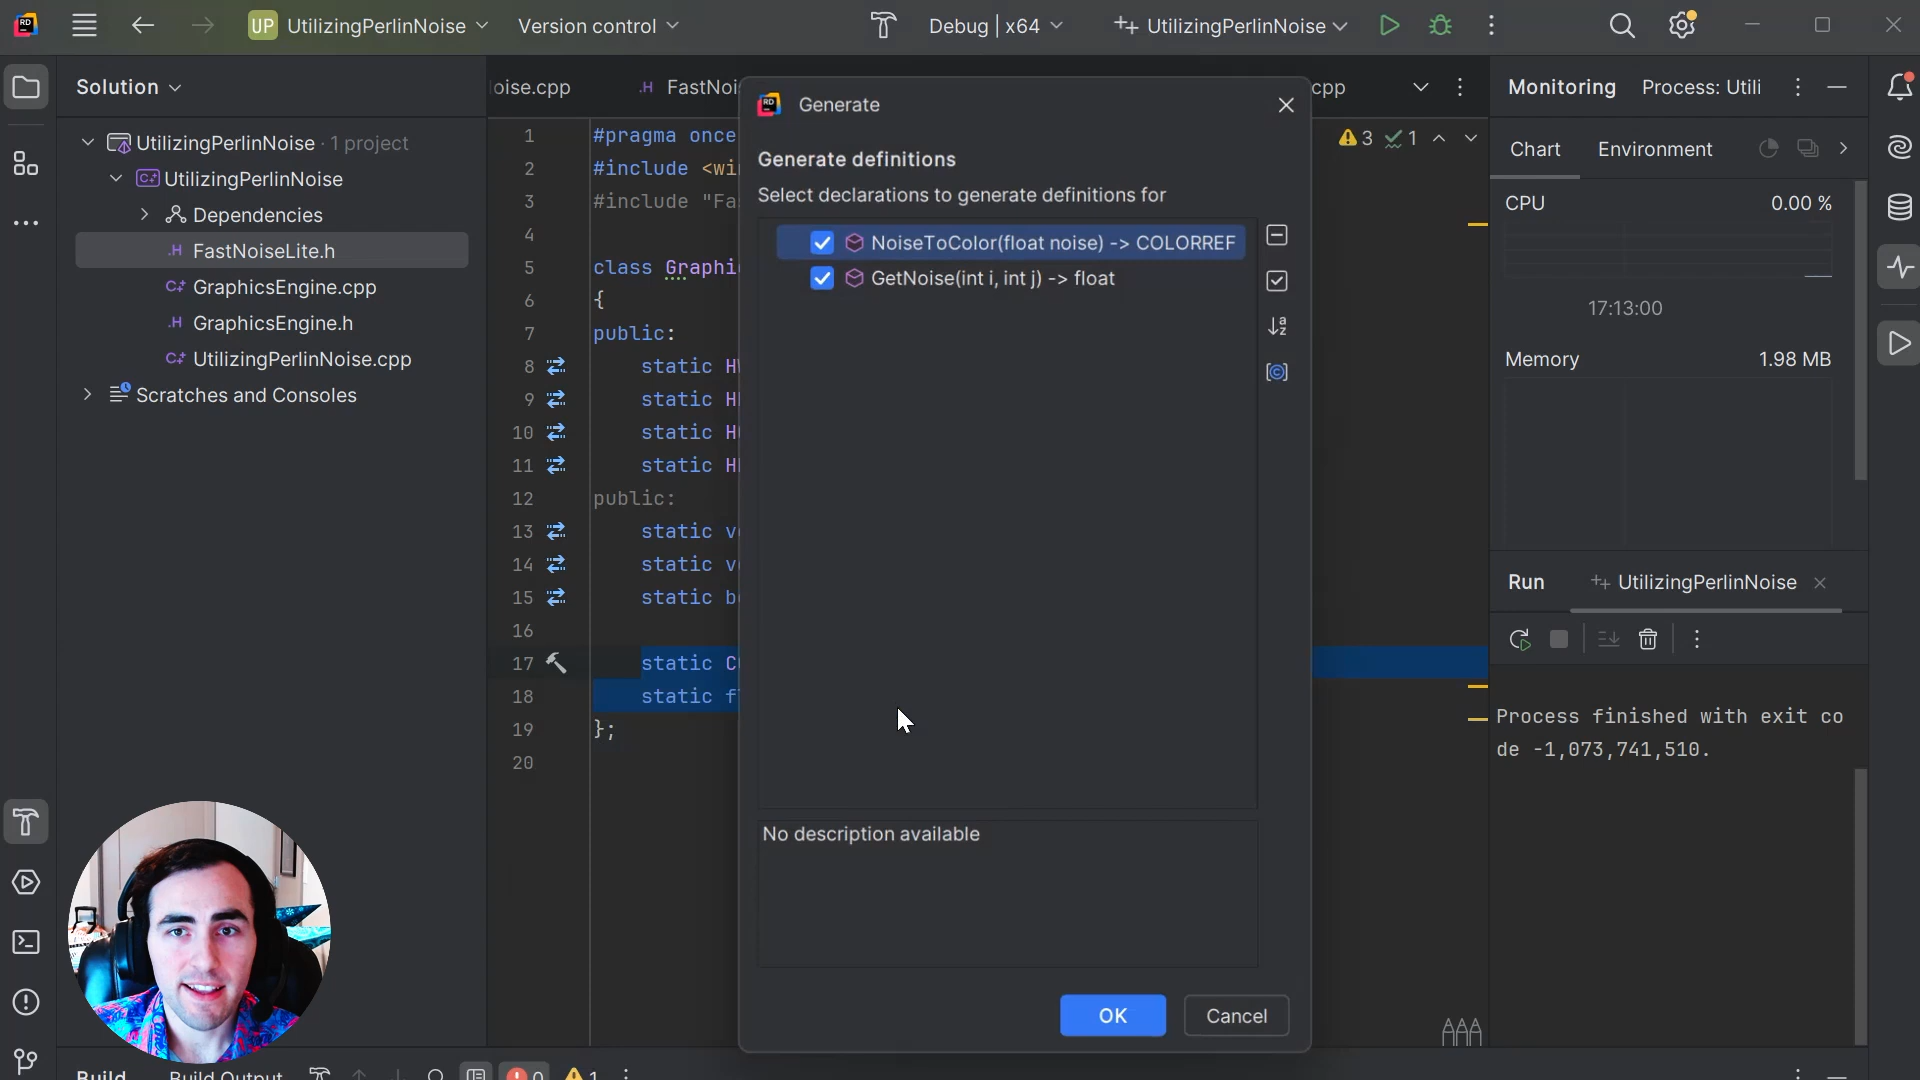 UP UtilizingPerlinNoise Version control Debug | x64 UtilizingPerlinNoise
Solution
UtilizingPerlinNoise · 1 project
UtilizingPerlinNoise
Dependencies
FastNoiseLite.h
GraphicsEngine.cpp
GraphicsEngine.h
UtilizingPerlinNoise.cpp
Scratches and Consoles
oise.cpp .H FastNoi cpp
3 1
1 #pragma once
2 #include <wi
3 #include "Fa
4
5 class Graphi
6 {
7 public:
8 static H
9 static H
10 static H
11 static H
12 public:
13 static v
14 static v
15 static b
16
17 static C
18 static f
19 };
20
Generate
Generate definitions
Select declarations to generate definitions for
NoiseToColor(float noise) -> COLORREF
GetNoise(int i, int j) -> float
No description available
OK Cancel
Monitoring Process: Utili
Chart Environment
CPU 0.00 %
17:13:00
Memory 1.98 MB
Run UtilizingPerlinNoise
Process finished with exit co
de -1,073,741,510.
Build Build Output 0 1